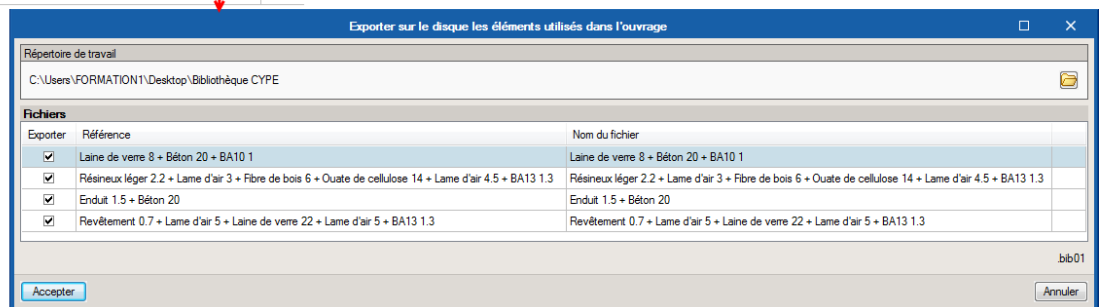 Exporter sur le disque les éléments utilisés dans l'ouvrage
Répertoire de travail
C:\Users\FORMATION1\Desktop\Bibliothèque CYPE
Fichiers
Exporter Référence Nom du fichier
Laine de verre 8 + Béton 20 + BA10 1 Laine de verre 8 + Béton 20 + BA10 1
Résineux léger 2.2 + Lame d'air 3 + Fibre de bois 6 + Ouate de cellulose 14 + Lame d'air 4.5 + BA13 1.3 Résineux léger 2.2 + Lame d'air 3 + Fibre de bois 6 + Ouate de cellulose 14 + Lame d'air 4.5 + BA13 1.3
Enduit 1.5 + Béton 20 Enduit 1.5 + Béton 20
Revêtement 0.7 + Lame d'air 5 + Laine de verre 22 + Lame d'air 5 + BA13 1.3 Revêtement 0.7 + Lame d'air 5 + Laine de verre 22 + Lame d'air 5 + BA13 1.3
.bib01
Accepter Annuler